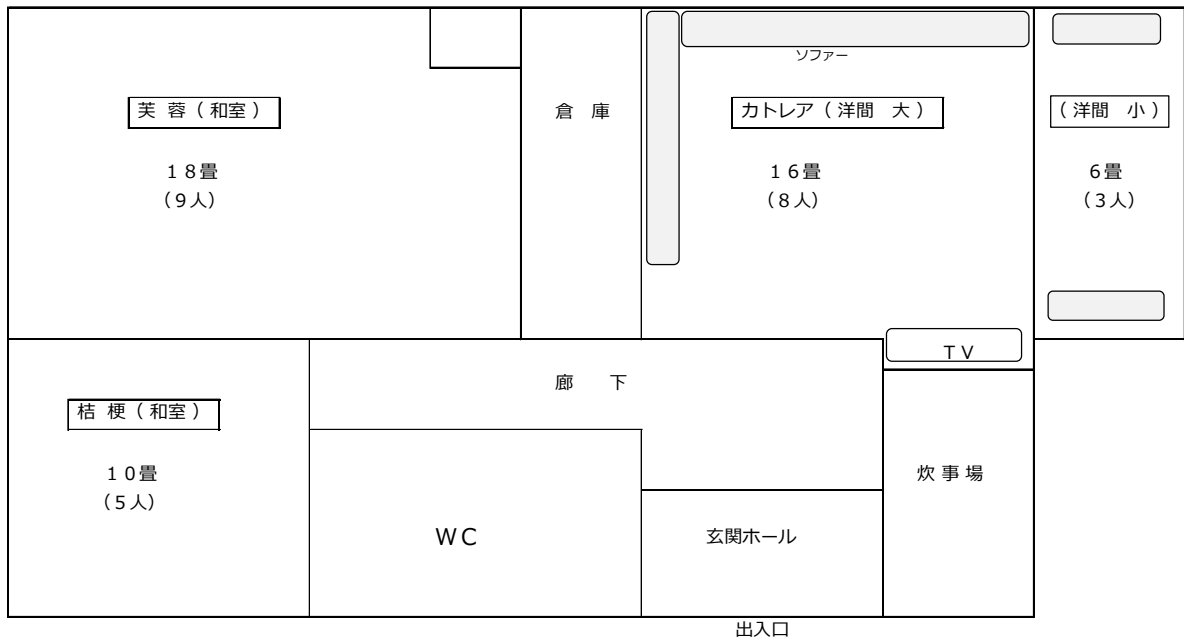 ソファー
芙 蓉（和室）
倉 庫
カトレア（洋間 大）
（洋間 小）
１８畳
（９人）
１６畳
（８人）
６畳
（３人）
ＴＶ
廊 下
桔 梗（和室）
１０畳
（５人）
炊事場
ＷＣ
玄関ホール
出入口